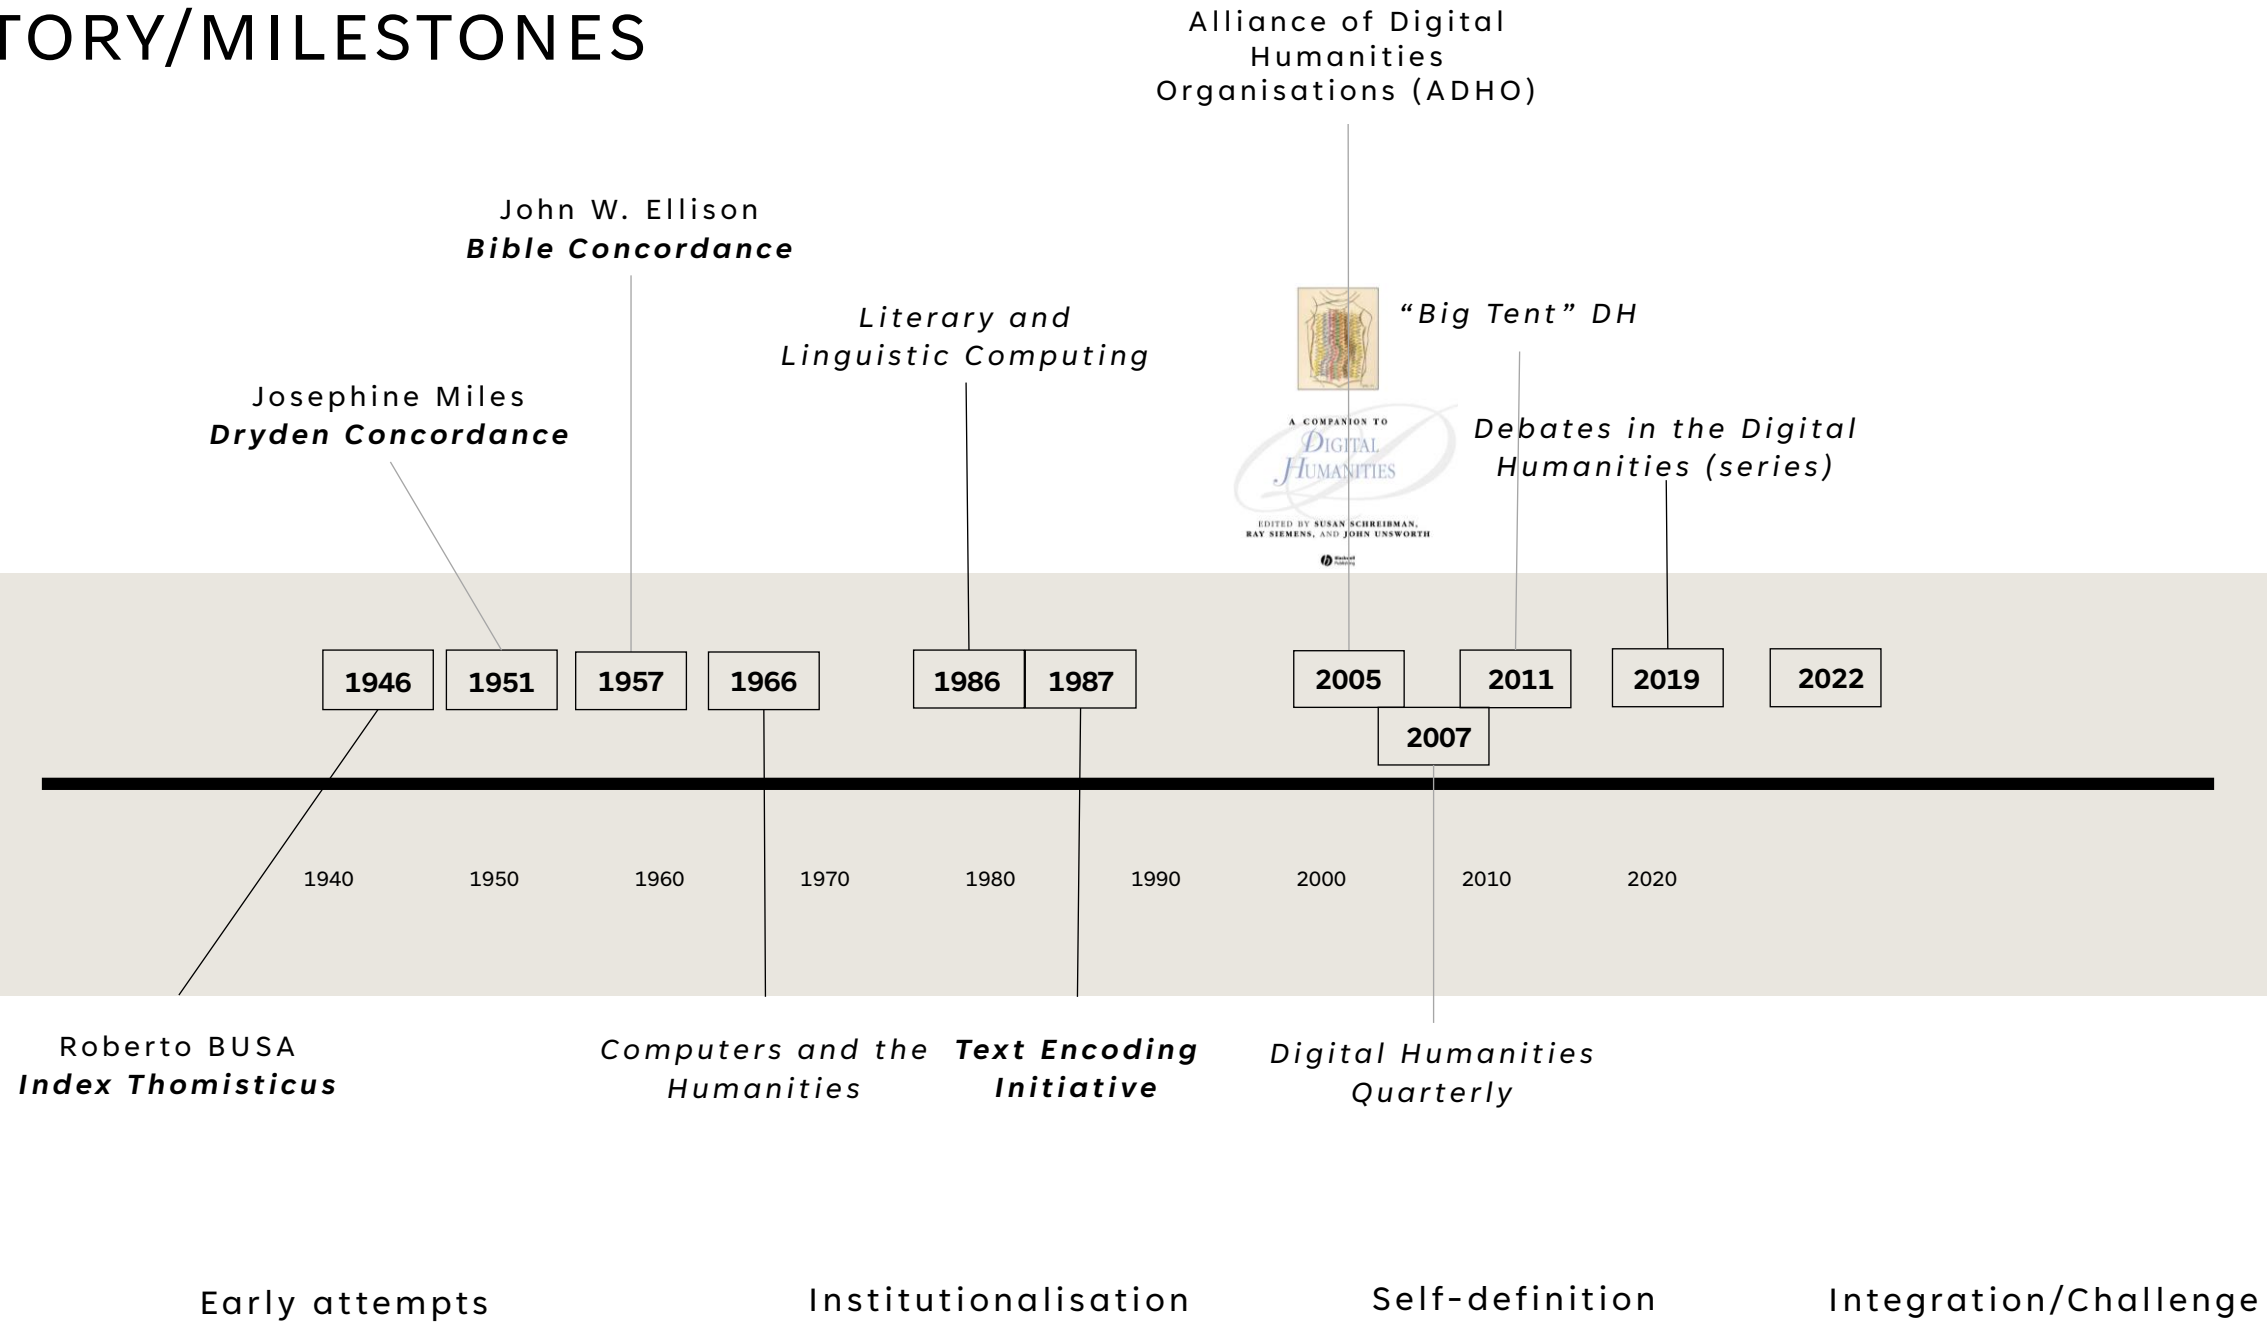 TORY/MILESTONES
Alliance of Digital
Humanities
Organisations (ADHO)
John W. Ellison
Bible Concordance
Literary and
Linguistic Computing
“Big Tent” DH
Josephine Miles
Dryden Concordance
A COMPANION TO
DIGITAL
HUMANITIES
EDITED BY SUSAN SCHREIBMAN,
RAY SIEMENS, AND JOHN UNSWORTH
Blackwell
Publishing
Debates in the Digital
Humanities (series)
1946
1951
1957
1966
1986
1987
2005
2007
2011
2019
2022
1940
1950
1960
1970
1980
1990
2000
2010
2020
Roberto BUSA
Index Thomisticus
Computers and the
Humanities
Text Encoding
Initiative
Digital Humanities
Quarterly
Early attempts
Institutionalisation
Self-definition
Integration/Challenge